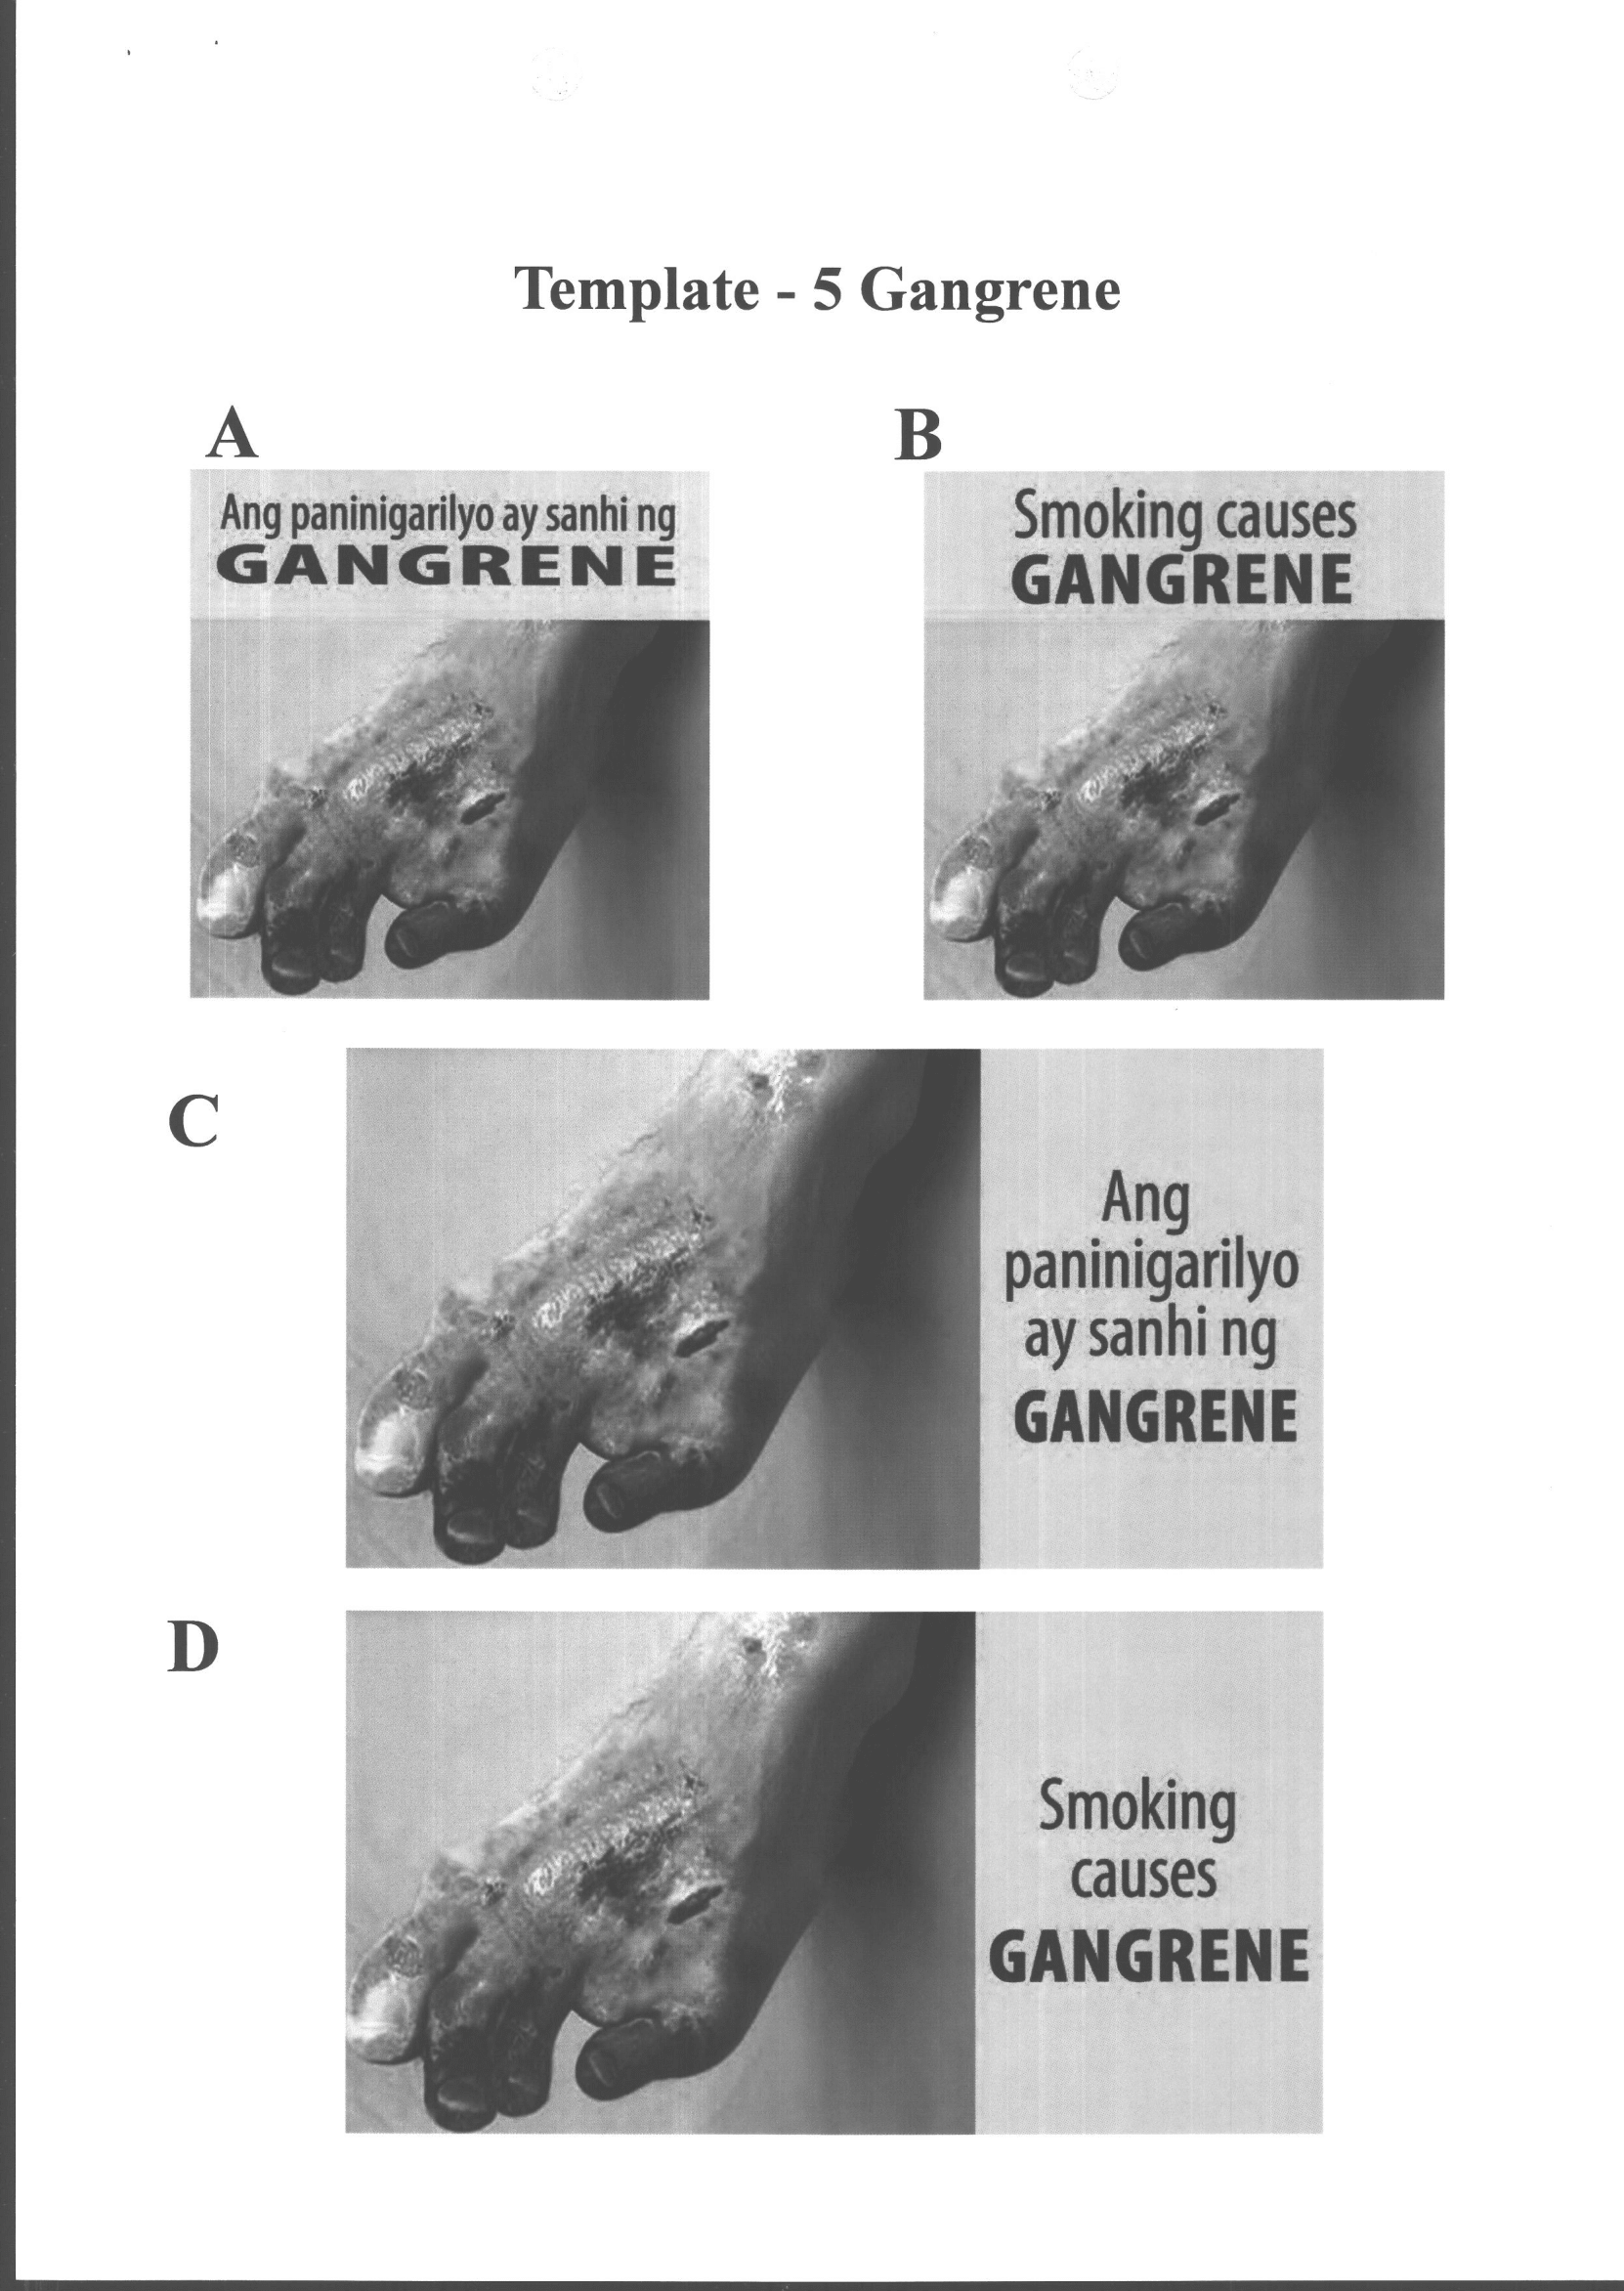 Template - 5 Gangrene
A
Ang paninigarilyo ay sanhi ng
GANGRENE
B
Smoking causes
GANGRENE
C
Ang
paninigarilyo
ay sanhi ng
GANGRENE
D
Smoking
causes
GANGRENE